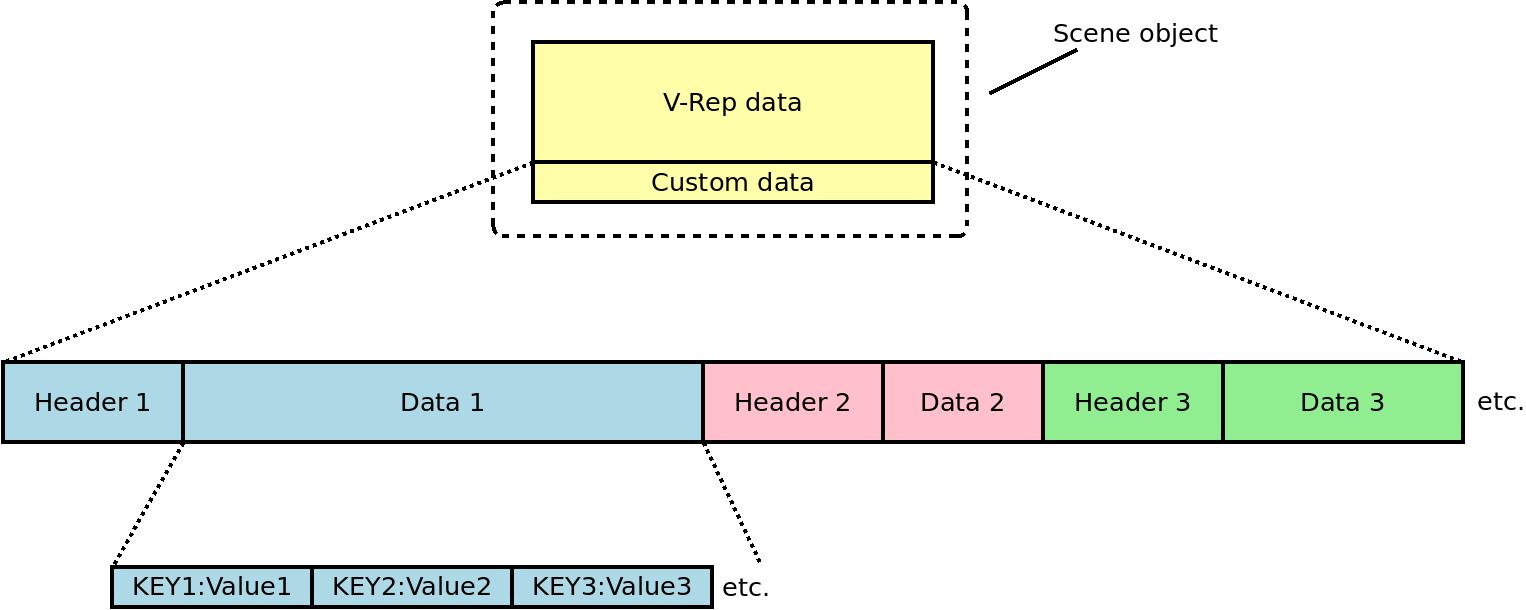 Scene object
V-Rep data
Custom data
Header 1 Data 1 Header 2 Data 2 Header 3 Data 3 etc.
KEY1:Value1 KEY2:Value2 KEY3:Value3 etc.